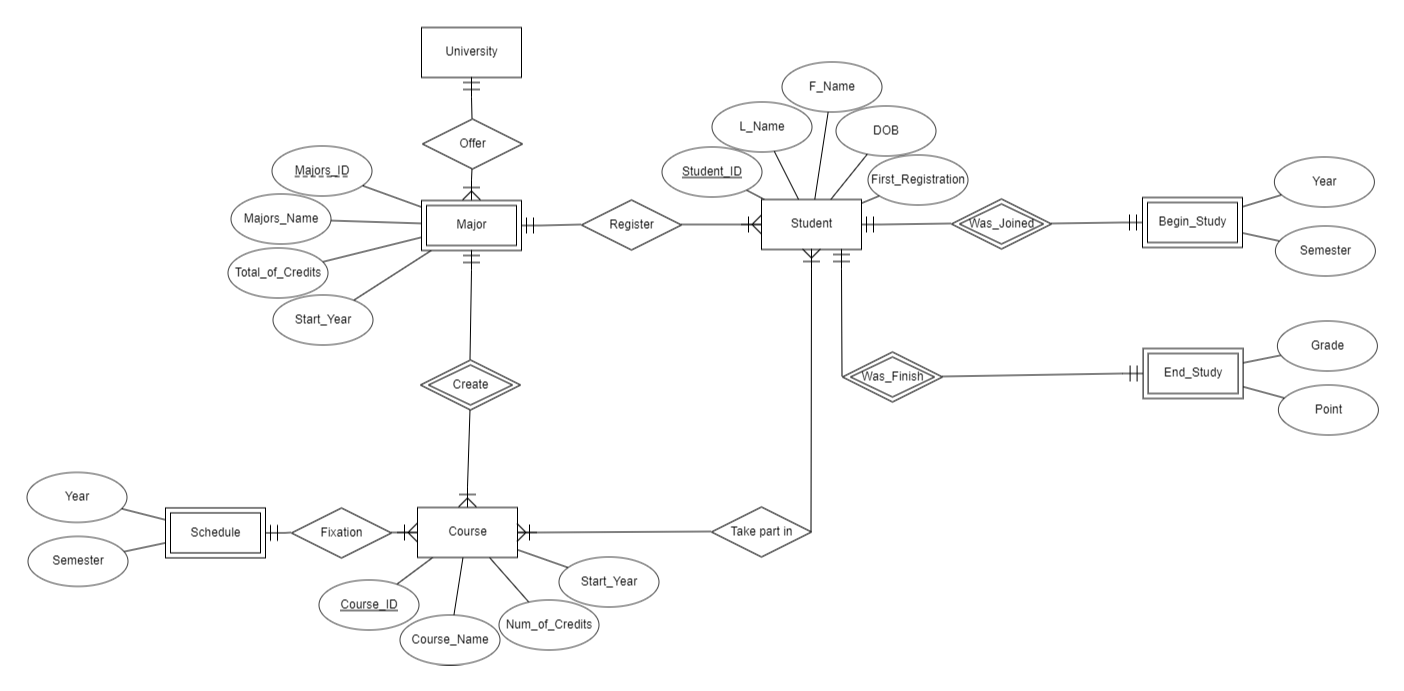 University
F_Name
L_Name
DOB
Offer
Majors_ID
Student_ID
First_Registration
Year
Majors_Name
Major
Register
Student
Was_Joined
Begin_Study
Semester
Total_of_Credits
Start_Year
Grade
Create
Was_Finish
End_Study
Point
Year
Schedule
Fixation
Course
Take part in
Semester
Start_Year
Course_ID
Num_of_Credits
Course_Name